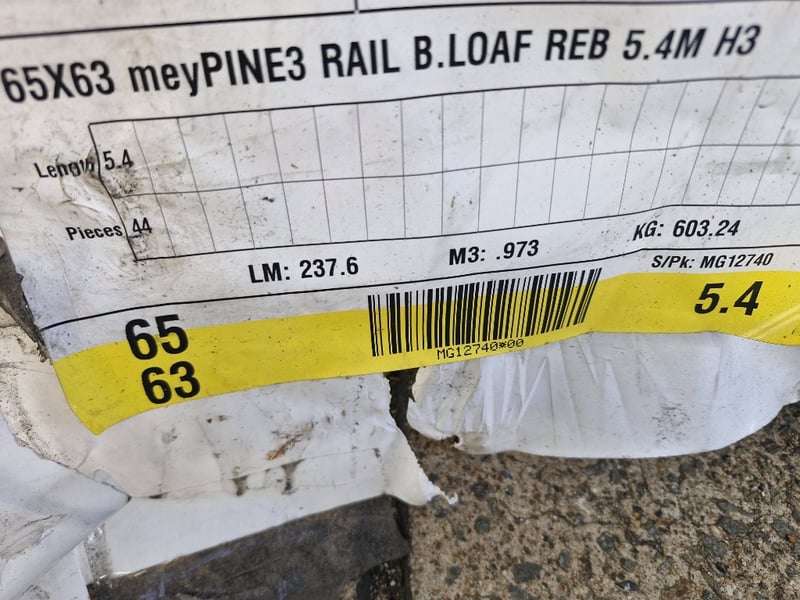 65X63 meyPINE3 RAIL B.LOAF REB 5.4M H3
Length 5.4
Pieces 44
LM: 237.6 M3: .973 KG: 603.24
S/Pk: MG12740
65 5.4
63
MG12740*00